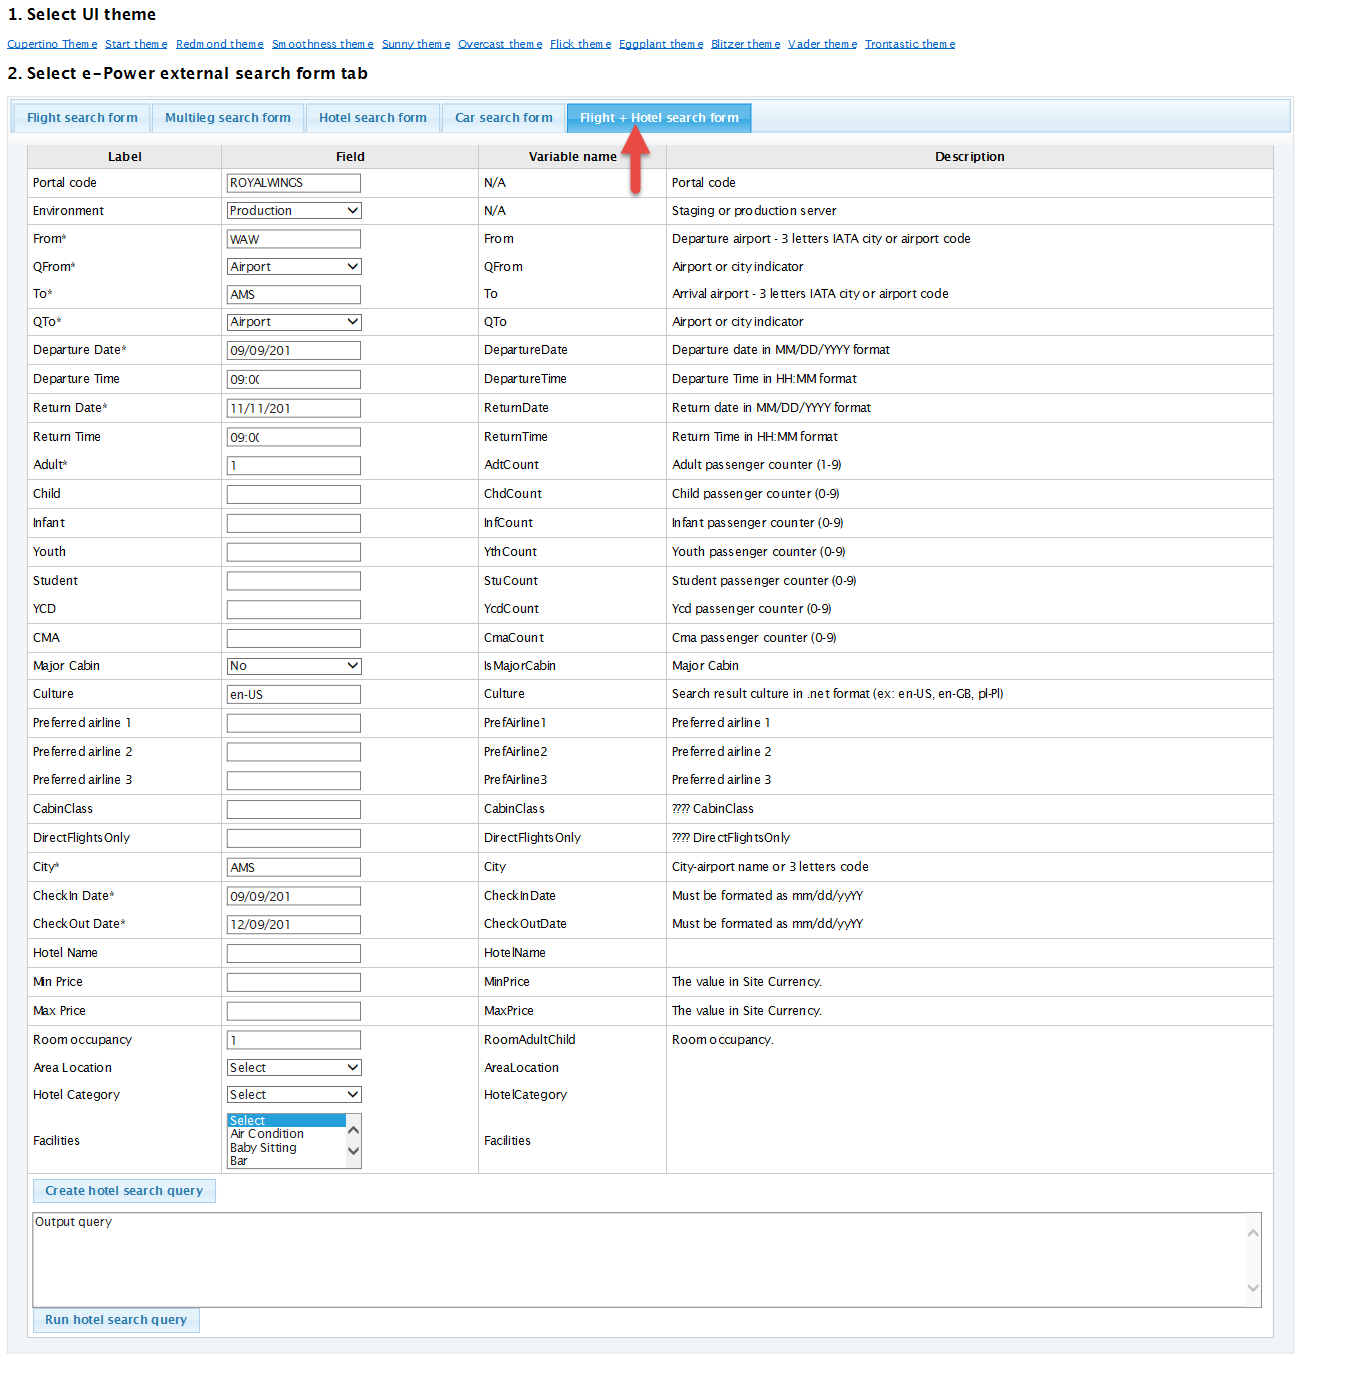 1. Select UI theme
Cupertino Theme Start theme Redmond theme Smoothness theme Sunny theme Overcast theme Flick theme Eggplant theme Blitzer theme Vader theme Trontastic theme
2. Select e-Power external search form tab
Flight search form Multileg search form Hotel search form Car search form Flight + Hotel search form
Label Field Variable name Description
Portal code ROYALWINGS N/A Portal code
Environment Production N/A Staging or production server
From* WAW From Departure airport - 3 letters IATA city or airport code
QFrom* Airport QFrom Airport or city indicator
To* AMS To Arrival airport - 3 letters IATA city or airport code
QTo* Airport QTo Airport or city indicator
Departure Date* 09/09/201 DepartureDate Departure date in MM/DD/YYYY format
Departure Time 09:00 DepartureTime Departure Time in HH:MM format
Return Date* 11/11/201 ReturnDate Return date in MM/DD/YYYY format
Return Time 09:00 ReturnTime Return Time in HH:MM format
Adult* 1 AdtCount Adult passenger counter (1-9)
Child ChdCount Child passenger counter (0-9)
Infant InfCount Infant passenger counter (0-9)
Youth YthCount Youth passenger counter (0-9)
Student StuCount Student passenger counter (0-9)
YCD YcdCount Ycd passenger counter (0-9)
CMA CmaCount Cma passenger counter (0-9)
Major Cabin No IsMajorCabin Major Cabin
Culture en-US Culture Search result culture in .net format (ex: en-US, en-GB, pl-Pl)
Preferred airline 1 PrefAirline1 Preferred airline 1
Preferred airline 2 PrefAirline2 Preferred airline 2
Preferred airline 3 PrefAirline3 Preferred airline 3
CabinClass CabinClass ???? CabinClass
DirectFlightsOnly DirectFlightsOnly ???? DirectFlightsOnly
City* AMS City City-airport name or 3 letters code
CheckIn Date* 09/09/201 CheckInDate Must be formated as mm/dd/yyYY
CheckOut Date* 12/09/201 CheckOutDate Must be formated as mm/dd/yyYY
Hotel Name HotelName
Min Price MinPrice The value in Site Currency.
Max Price MaxPrice The value in Site Currency.
Room occupancy 1 RoomAdultChild Room occupancy.
Area Location Select AreaLocation
Hotel Category Select HotelCategory
Select
Air Condition
Facilities Baby Sitting Facilities
Bar
Create hotel search query
Output query
Run hotel search query